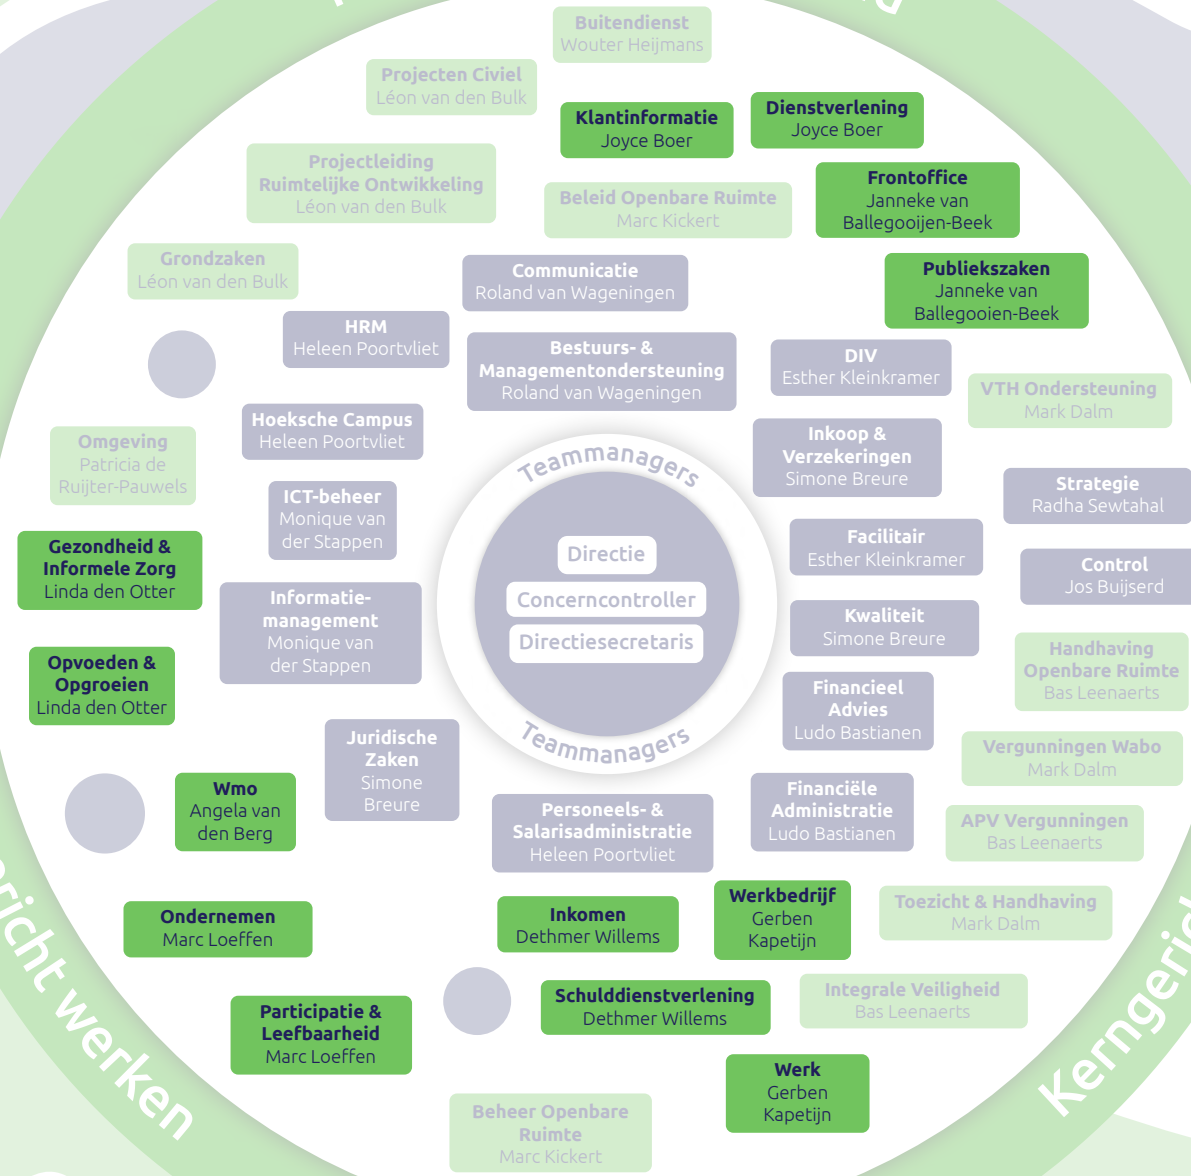 Buitendienst
Wouter Heijmans
Projecten Civiel
Léon van den Bulk
Klantinformatie
Joyce Boer
Dienstverlening
Joyce Boer
Projectleiding
Ruimtelijke Ontwikkeling
Léon van den Bulk
Beleid Openbare Ruimte
Marc Kickert
Frontoffice
Janneke van
Ballegooijen-Beek
Grondzaken
Léon van den Bulk
Communicatie
Roland van Wageningen
Publiekszaken
Janneke van
Ballegooien-Beek
HRM
Heleen Poortvliet
Bestuurs- &
Managementondersteuning
Roland van Wageningen
DIV
Esther Kleinkramer
VTH Ondersteuning
Mark Dalm
Hoeksche Campus
Heleen Poortvliet
Omgeving
Patricia de
Ruijter-Pauwels
Inkoop &
Verzekeringen
Simone Breure
Teammanagers
Strategie
Radha Sewtahal
ICT-beheer
Monique van
der Stappen
Gezondheid &
Informele Zorg
Linda den Otter
Directie
Concerncontroller
Directiesecretaris
Facilitair
Esther Kleinkramer
Control
Jos Buijserd
Informatie-
management
Monique van
der Stappen
Kwaliteit
Simone Breure
Handhaving
Openbare Ruimte
Bas Leenaerts
Opvoeden &
Opgroeien
Linda den Otter
Financieel
Advies
Ludo Bastianen
Teammanagers
Juridische
Zaken
Simone
Breure
Vergunningen Wabo
Mark Dalm
Wmo
Angela van
den Berg
Financiële
Administratie
Ludo Bastianen
Personeels- &
Salarisadministratie
Heleen Poortvliet
APV Vergunningen
Bas Leenaerts
Ondernemen
Marc Loeffen
Inkomen
Dethmer Willems
Werkbedrijf
Gerben
Kapetijn
Toezicht & Handhaving
Mark Dalm
Participatie &
Leefbaarheid
Marc Loeffen
Schulddienstverlening
Dethmer Willems
Integrale Veiligheid
Bas Leenaerts
Werk
Gerben
Kapetijn
Beheer Openbare
Ruimte
Marc Kickert
richt werken
Kerngeric